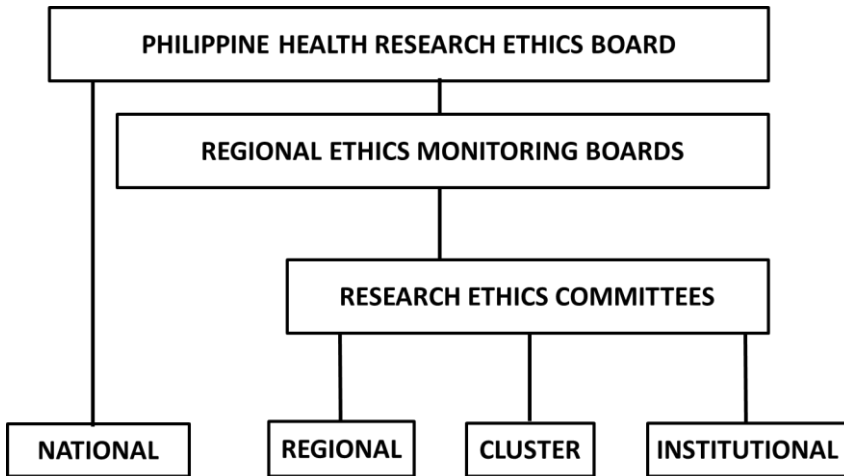 PHILIPPINE HEALTH RESEARCH ETHICS BOARD
REGIONAL ETHICS MONITORING BOARDS
RESEARCH ETHICS COMMITTEES
NATIONAL
REGIONAL
CLUSTER
INSTITUTIONAL